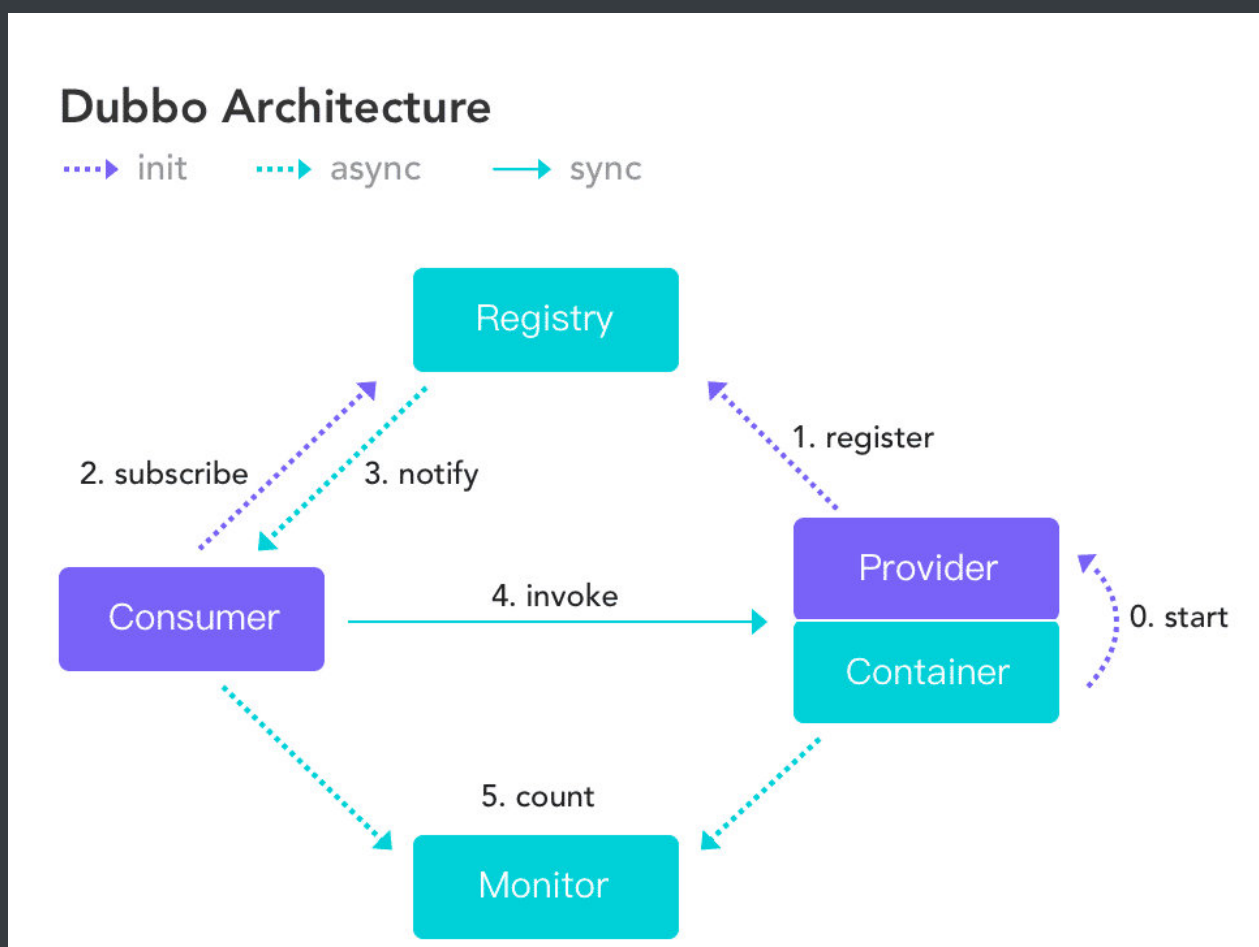 Dubbo Architecture
init async sync
Registry
1. register
2. subscribe 3. notify
Provider
4. invoke
Consumer
0. start
Container
5. count
Monitor